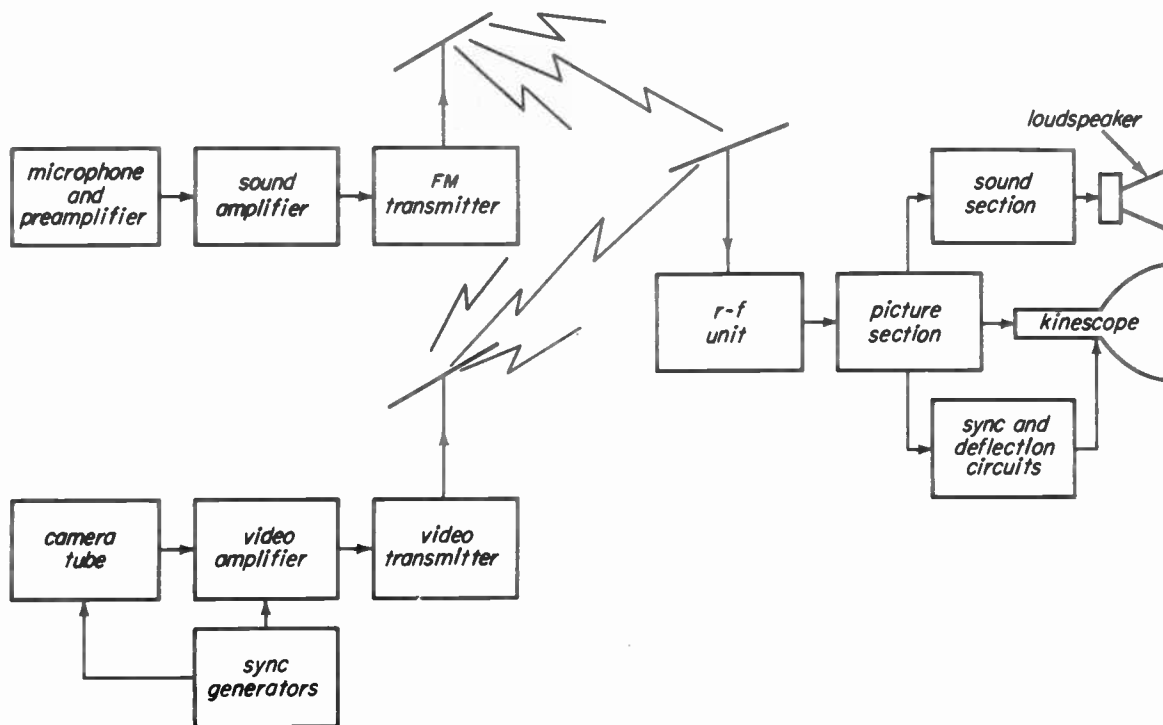 loudspeaker
microphone
and
preamplifier
sound
amplifier
FM
transmitter
sound
section
r-f
unit
picture
section
kinescope
sync and
deflection
circuits
camera
tube
video
amplifier
video
transmitter
sync
generators